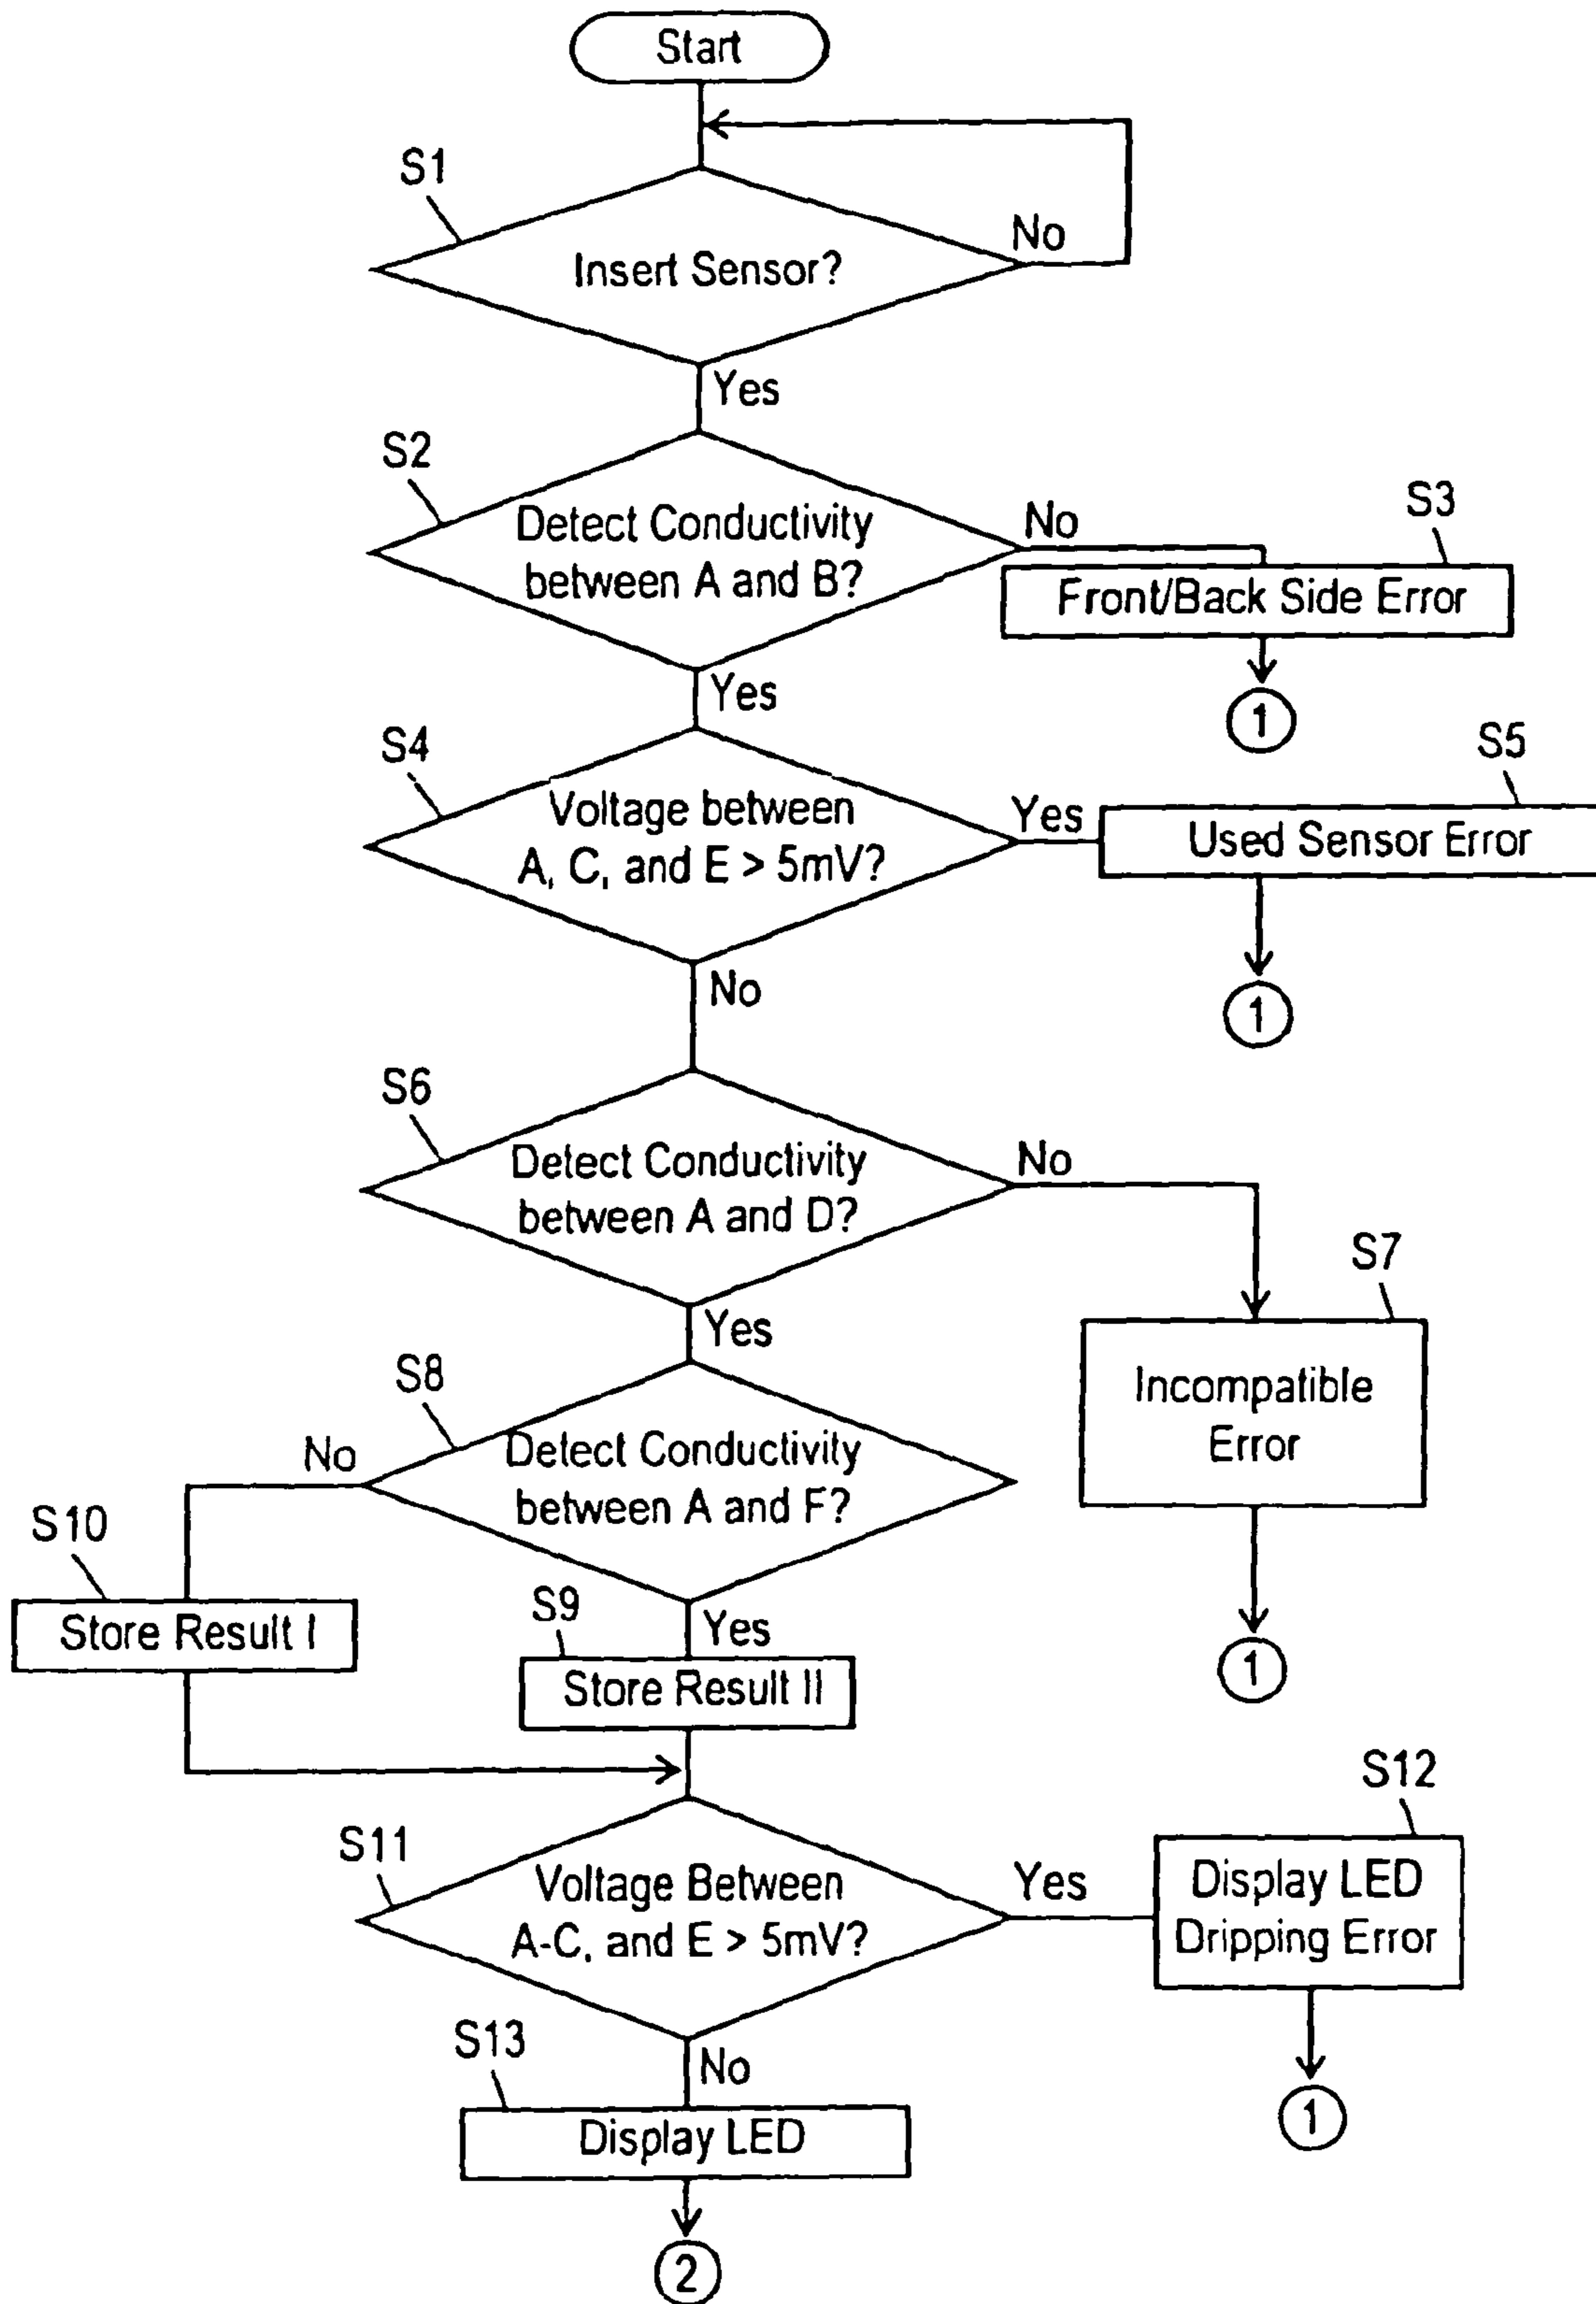 Start
S1
Insert Sensor?
No
Yes
S2
Detect Conductivity
between A and B?
No
S3
Front/Back Side Error
1
Yes
S4
Voltage between
A, C, and E > 5mV?
Yes
S5
Used Sensor Error
1
No
S6
Detect Conductivity
between A and D?
No
S7
Incompatible
Error
1
Yes
S8
Detect Conductivity
between A and F?
No
S10
Store Result I
S9
Yes
Store Result II
S11
Voltage Between
A-C, and E > 5mV?
Yes
S12
Display LED
Dripping Error
1
S13
No
Display LED
2